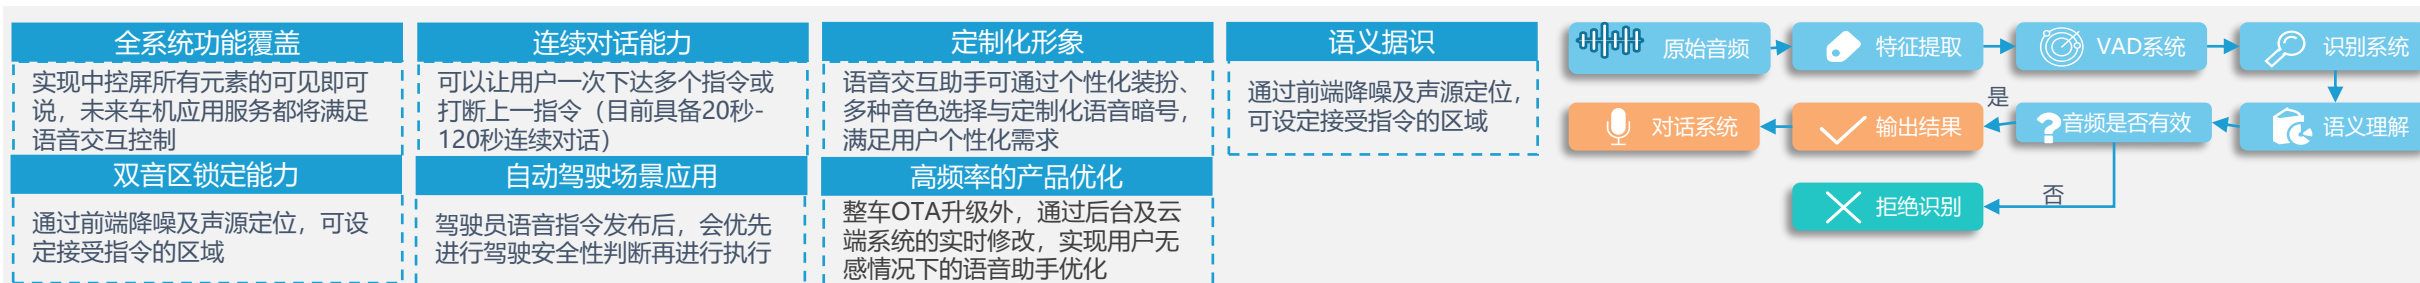 全系统功能覆盖
实现中控屏所有元素的可见即可
说，未来车机应用服务都将满足
语音交互控制
连续对话能力
可以让用户一次下达多个指令或
打断上一指令（目前具备20秒-
120秒连续对话）
定制化形象
语音交互助手可通过个性化装扮、
多种音色选择与定制化语音暗号，
满足用户个性化需求
语义据识
通过前端降噪及声源定位，
可设定接受指令的区域
双音区锁定能力
通过前端降噪及声源定位，可设
定接受指令的区域
自动驾驶场景应用
驾驶员语音指令发布后，会优先
进行驾驶安全性判断再进行执行
高频率的产品优化
整车OTA升级外，通过后台及云
端系统的实时修改，实现用户无
感情况下的语音助手优化
原始音频
特征提取
VAD系统
识别系统
语义理解
音频是否有效
是
输出结果
对话系统
否
拒绝识别